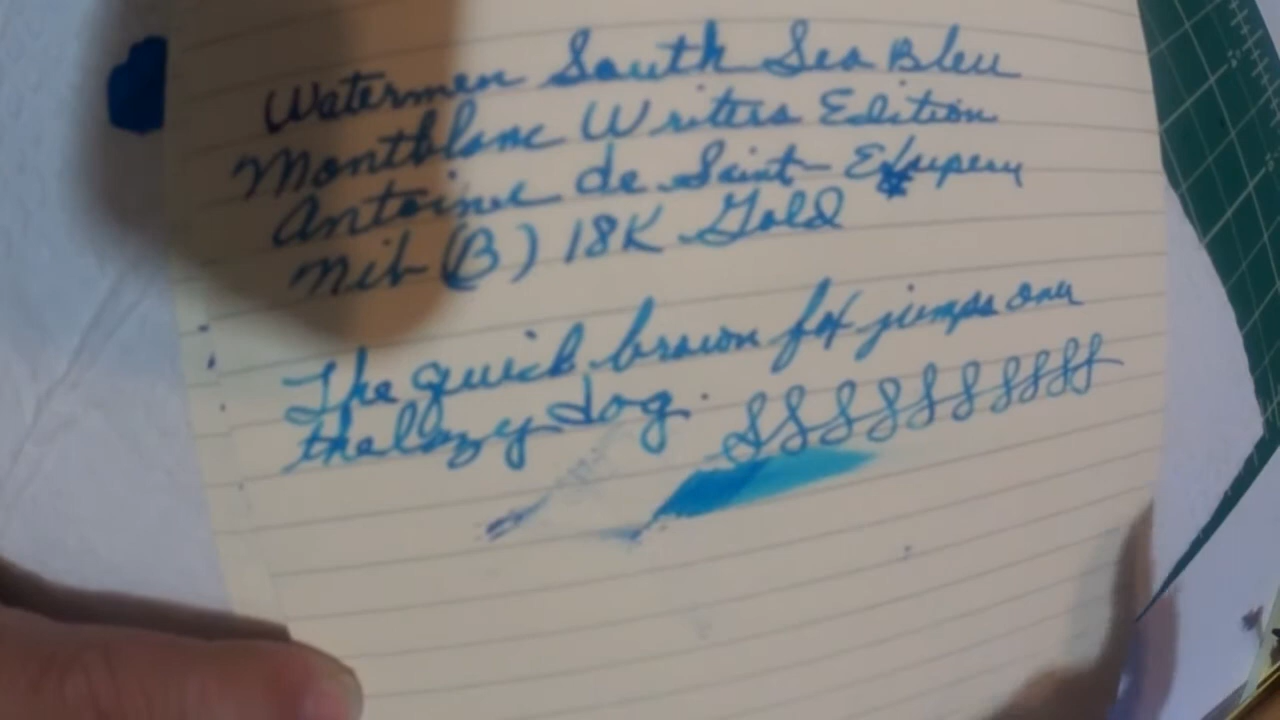 Watermen South Sea Bleu
Montblanc Writers Edition
Antoine de Saint-Exupery
Nib (B) 18K Gold
The quick brown fox jumps over
the lazy dog.